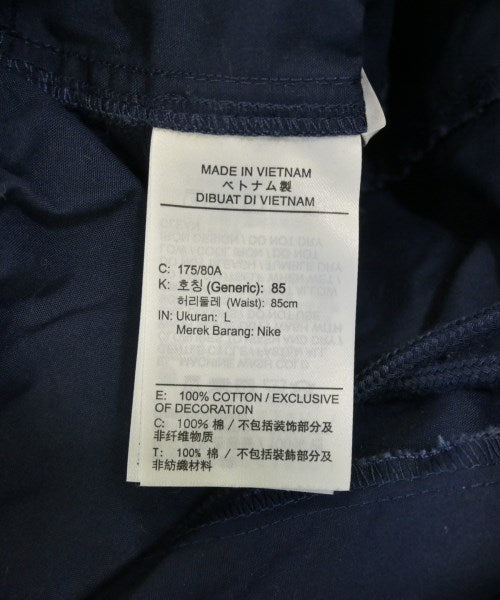 MADE IN VIETNAM
ベトナム製
DIBUAT DI VIETNAM
C: 175/80A
K: 호칭 (Generic): 85
허리둘레 (Waist): 85cm
IN: Ukuran: L
Merek Barang: Nike
E: 100% COTTON / EXCLUSIVE
OF DECORATION
C: 100% 棉 / 不包括装饰部分及
非纤维物质
T: 100% 棉 / 不包括裝飾部分及
非紡織材料